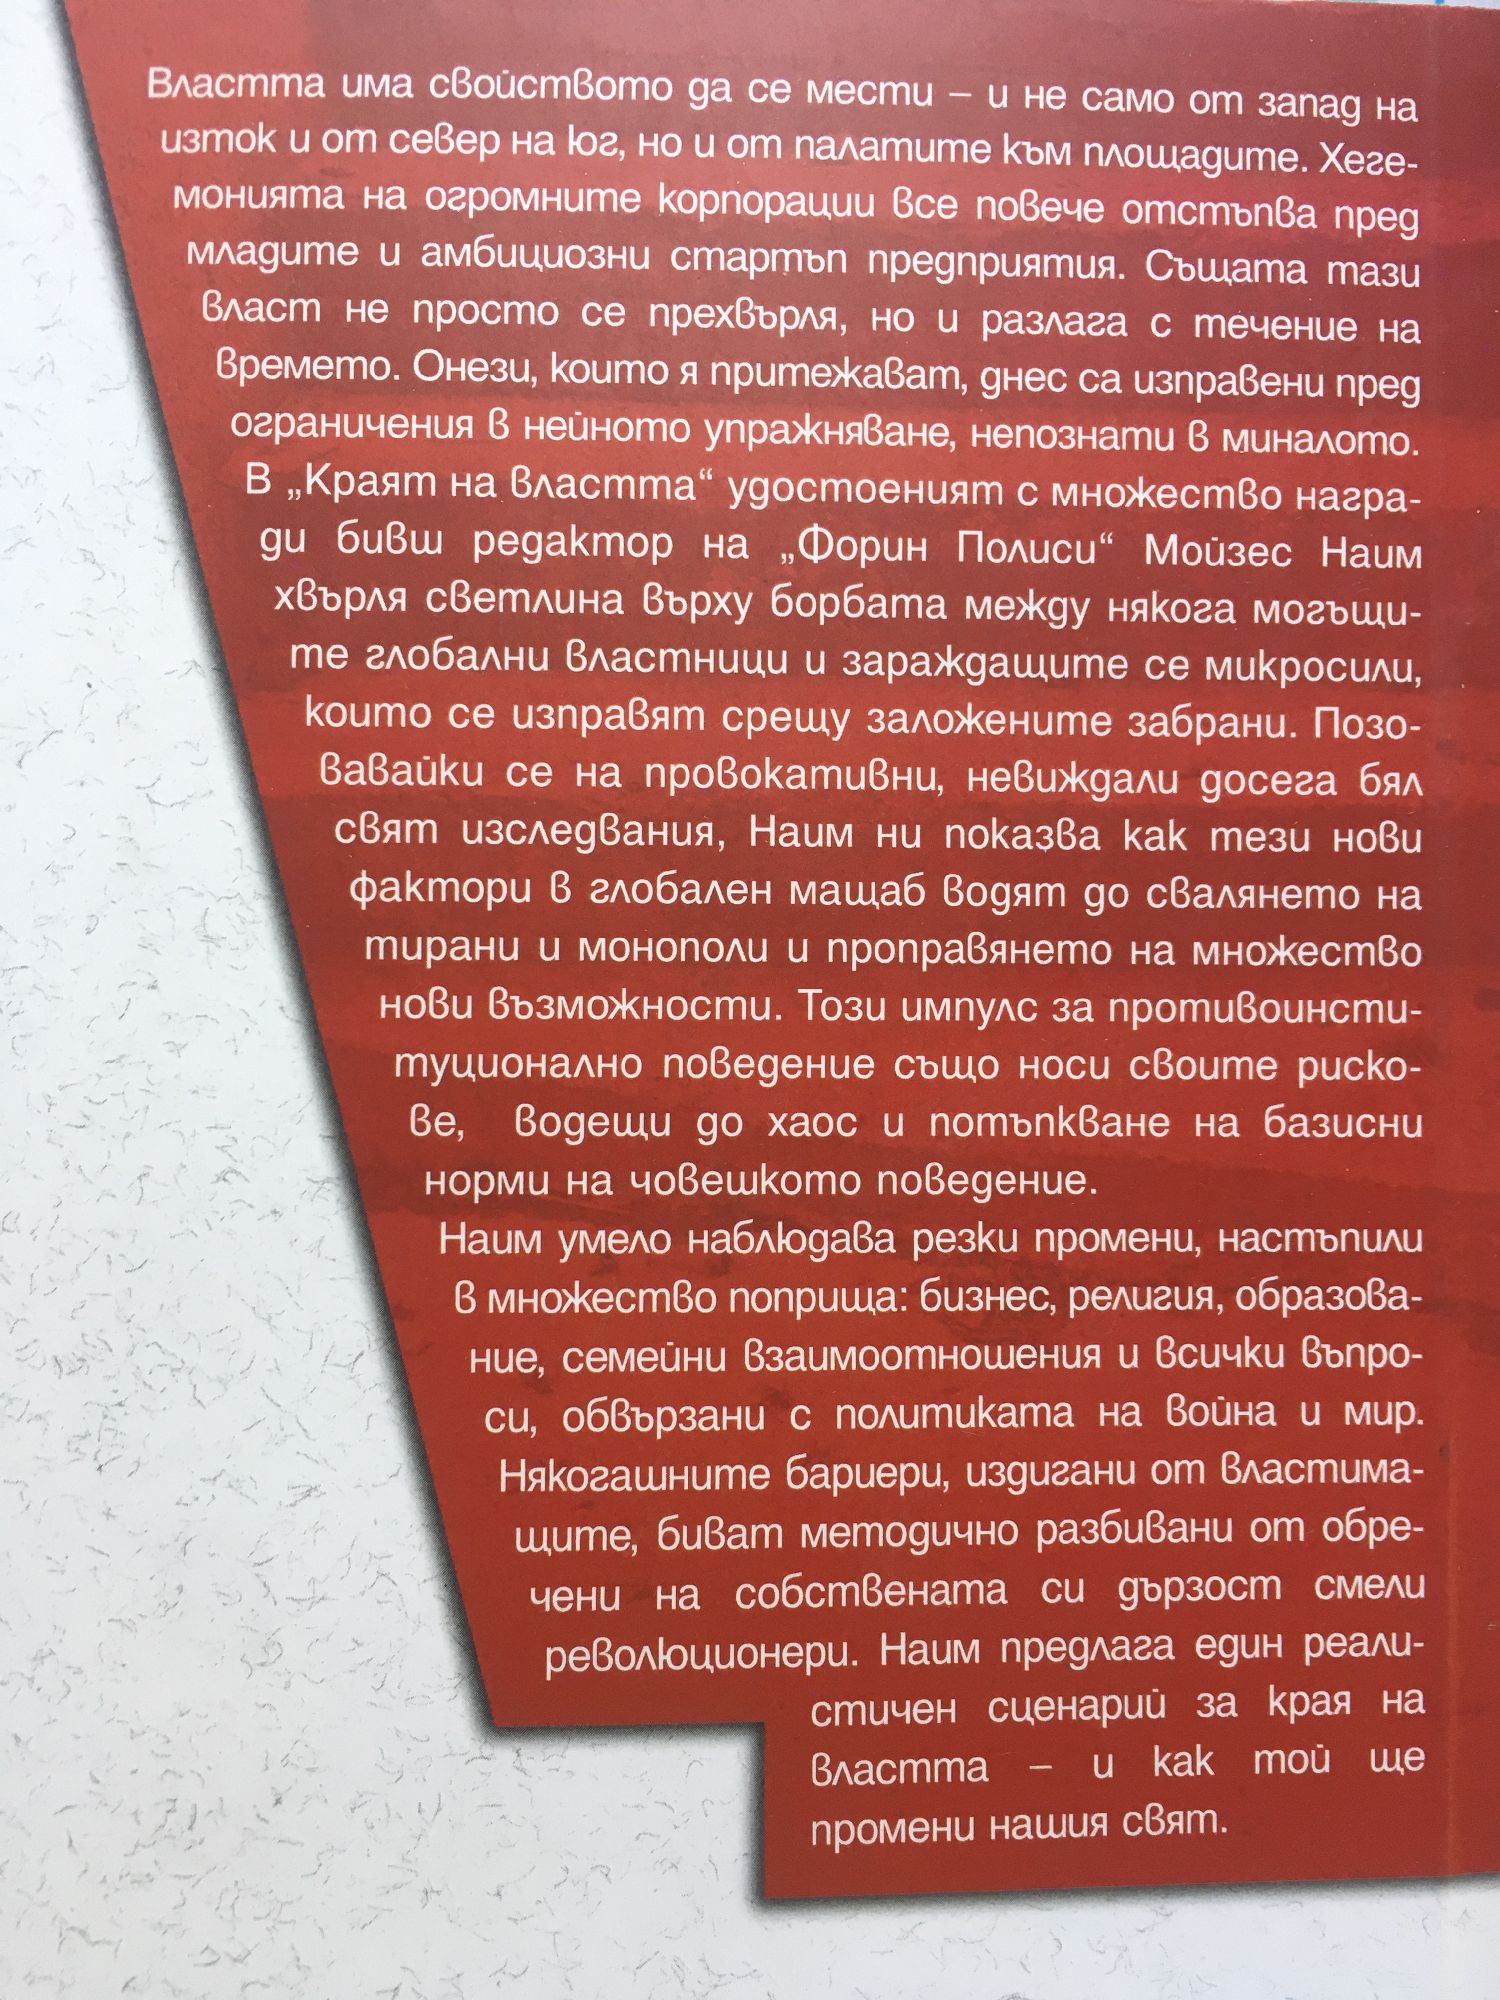 Властта има свойството да се мести – и не само от запад на
изток и от север на юг, но и от палатите към площадите. Хеге-
монията на огромните корпорации все повече отстъпва пред
младите и амбициозни стартъп предприятия. Същата тази
власт не просто се прехвърля, но и разлага с течение на
времето. Онези, които я притежават, днес са изправени пред
ограничения в нейното упражняване, непознати в миналото.
В „Краят на властта“ удостоеният с множество награ-
ди бивш редактор на „Форин Полиси“ Мойзес Наим
хвърля светлина върху борбата между някога могъщи-
те глобални властници и зараждащите се микросили,
които се изправят срещу заложените забрани. Позо-
вавайки се на провокативни, невиждали досега бял
свят изследвания, Наим ни показва как тези нови
фактори в глобален мащаб водят до свалянето на
тирани и монополи и проправянето на множество
нови възможности. Този импулс за противоинсти-
туционално поведение също носи своите риско-
ве, водещи до хаос и потъпкване на базисни
норми на човешкото поведение.
Наим умело наблюдава резки промени, настъпили
в множество поприща: бизнес, религия, образова-
ние, семейни взаимоотношения и всички въпро-
си, обвързани с политиката на война и мир.
Някогашните бариери, издигани от властима-
щите, биват методично разбивани от обре-
чени на собствената си дързост смели
революционери. Наим предлага един реали-
стичен сценарий за края на
властта – и как той ще
промени нашия свят.